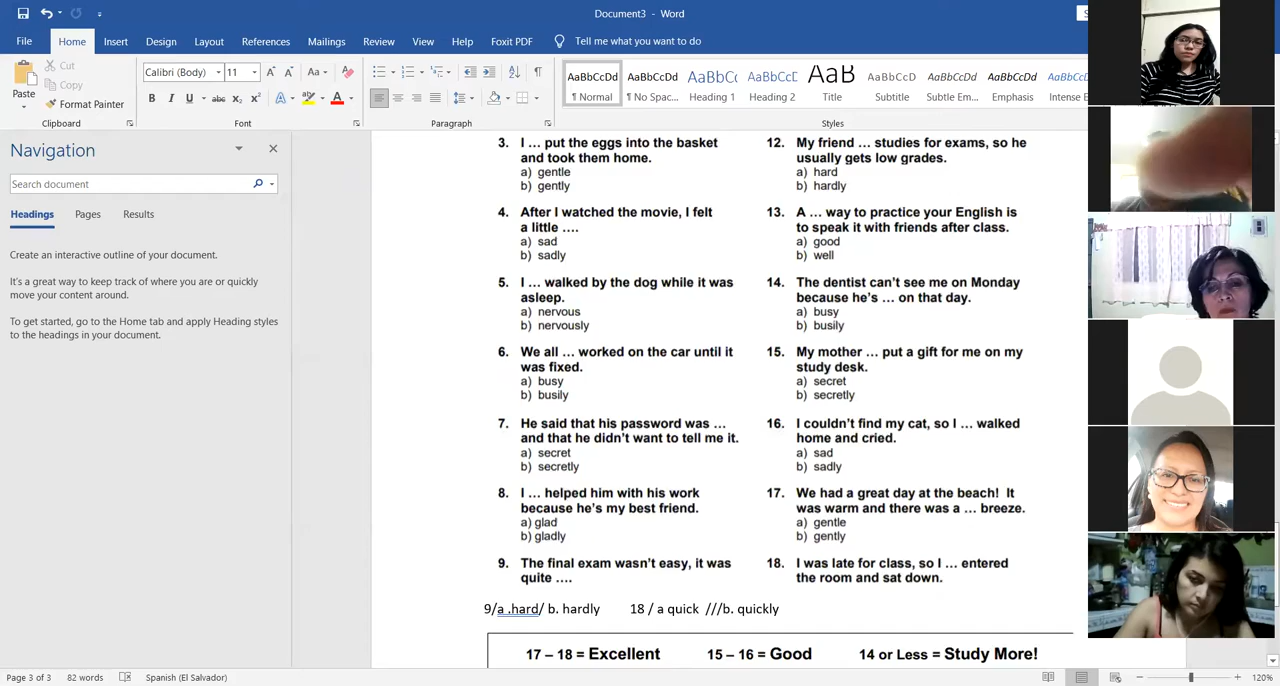 Document3 - Word
File Home Insert Design Layout References Mailings Review View Help Foxit PDF Tell me what you want to do
Cut
Copy
Format Painter
Paste
Calibri (Body) 11
Aa
B I U abc X₂ X² A A
AaBbCcDd AaBbCcDd AaBbCc AaBbCcD AaB AaBbCcD AaBbCcDd AaBbCcDd AaBbCcDd
¶ Normal ¶ No Spac... Heading 1 Heading 2 Title Subtitle Subtle Em... Emphasis Intense E
Clipboard Font Paragraph Styles
Navigation
Search document
Headings Pages Results
Create an interactive outline of your document.
It's a great way to keep track of where you are or quickly
move your content around.
To get started, go to the Home tab and apply Heading styles
to the headings in your document.
3. I ... put the eggs into the basket
and took them home.
a) gentle
b) gently
4. After I watched the movie, I felt
a little ....
a) sad
b) sadly
5. I ... walked by the dog while it was
asleep.
a) nervous
b) nervously
6. We all ... worked on the car until it
was fixed.
a) busy
b) busily
7. He said that his password was ...
and that he didn't want to tell me it.
a) secret
b) secretly
8. I ... helped him with his work
because he's my best friend.
a) glad
b) gladly
9. The final exam wasn't easy, it was
quite ....
12. My friend ... studies for exams, so he
usually gets low grades.
a) hard
b) hardly
13. A ... way to practice your English is
to speak it with friends after class.
a) good
b) well
14. The dentist can't see me on Monday
because he's ... on that day.
a) busy
b) busily
15. My mother ... put a gift for me on my
study desk.
a) secret
b) secretly
16. I couldn't find my cat, so I ... walked
home and cried.
a) sad
b) sadly
17. We had a great day at the beach! It
was warm and there was a ... breeze.
a) gentle
b) gently
18. I was late for class, so I ... entered
the room and sat down.
9/a .hard/ b. hardly 18 / a quick ///b. quickly
17 – 18 = Excellent 15 – 16 = Good 14 or Less = Study More!
Page 3 of 3 82 words Spanish (El Salvador) 120%